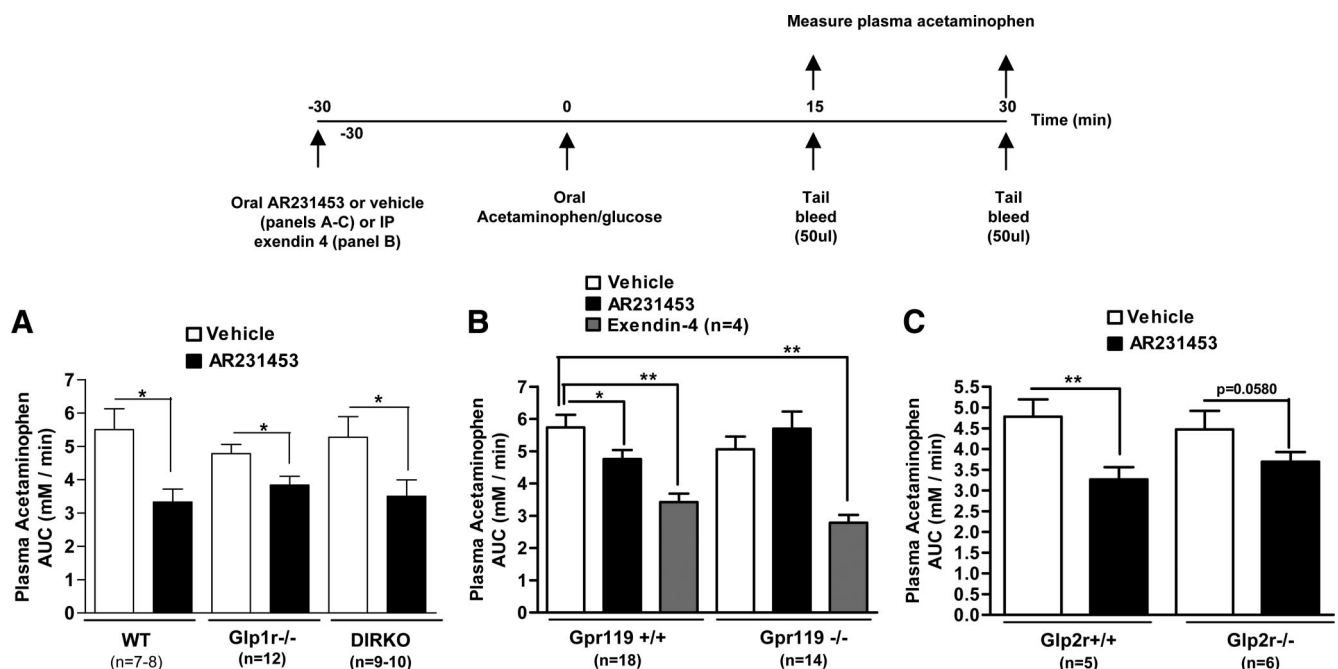 Measure plasma acetaminophen
-30
0
15
30
Time (min)
-30
Oral AR231453 or vehicle
(panels A-C) or IP
exendin 4 (panel B)
Oral
Acetaminophen/glucose
Tail
bleed
(50ul)
Tail
bleed
(50ul)
A
Vehicle
AR231453
Plasma Acetaminophen
AUC (mM / min)
7
6
5
4
3
2
1
0
*
*
*
WT
(n=7-8)
Glp1r-/-
(n=12)
DIRKO
(n=9-10)
B
Vehicle
AR231453
Exendin-4 (n=4)
Plasma Acetaminophen
AUC (mM / min)
7
6
5
4
3
2
1
0
**
**
*
Gpr119 +/+
(n=18)
Gpr119 -/-
(n=14)
C
Vehicle
AR231453
Plasma Acetaminophen
AUC (mM / min)
5.5
5.0
4.5
4.0
3.5
3.0
2.5
2.0
1.5
1.0
0.5
0.0
**
p=0.0580
Glp2r+/+
(n=5)
Glp2r-/-
(n=6)